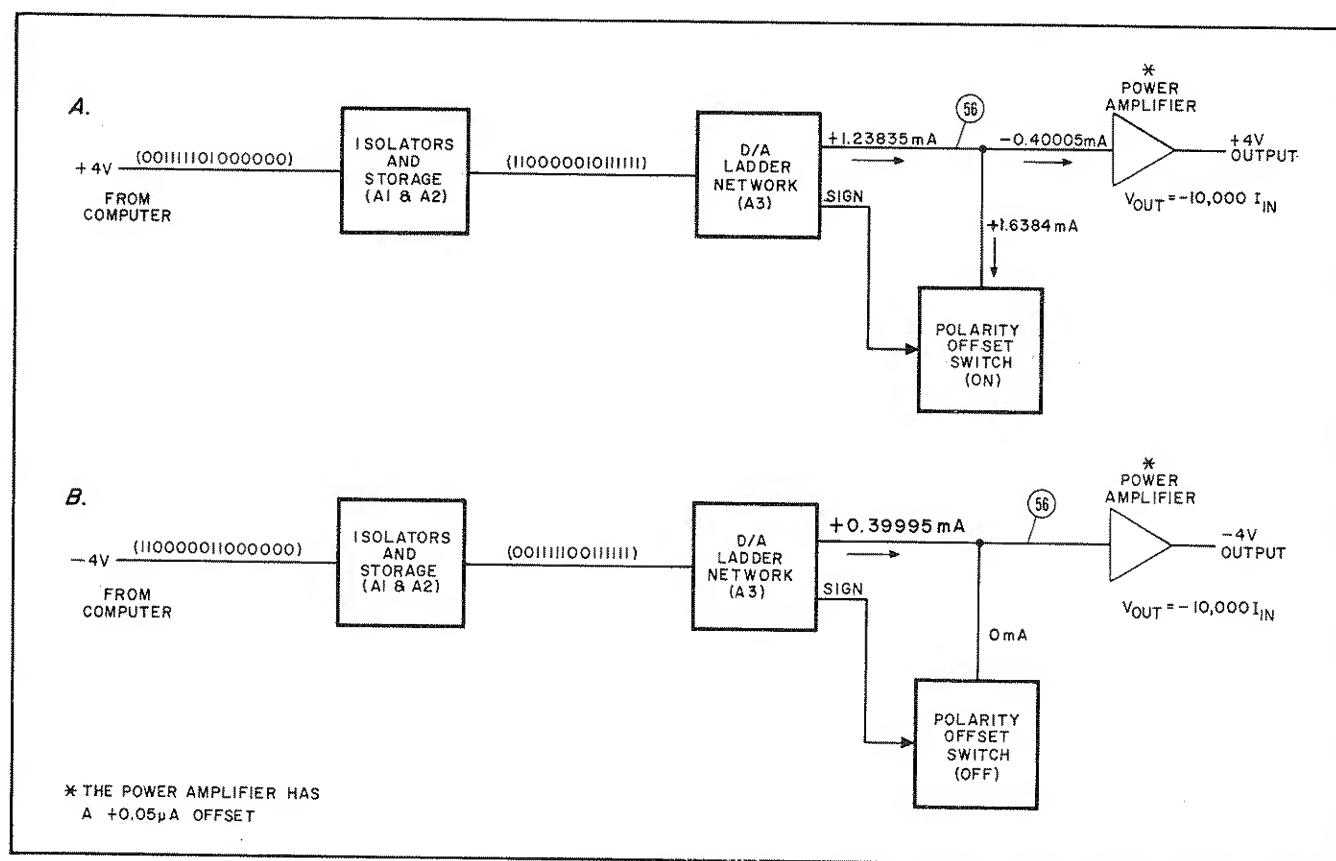 A.
+4V
(001111101000000)
FROM
COMPUTER
ISOLATORS
AND
STORAGE
(A1 & A2)
(110000010111111)
D/A
LADDER
NETWORK
(A3)
+1.23835mA
SIGN
56
-0.40005mA
*
POWER
AMPLIFIER
+4V
OUTPUT
VOUT = -10,000 IIN
+1.6384mA
POLARITY
OFFSET
SWITCH
(ON)
B.
-4V
(110000011000000)
FROM
COMPUTER
ISOLATORS
AND
STORAGE
(A1 & A2)
(001111100111111)
D/A
LADDER
NETWORK
(A3)
+0.39995mA
SIGN
56
*
POWER
AMPLIFIER
-4V
OUTPUT
VOUT = -10,000 IIN
0mA
POLARITY
OFFSET
SWITCH
(OFF)
* THE POWER AMPLIFIER HAS
A +0.05µA OFFSET